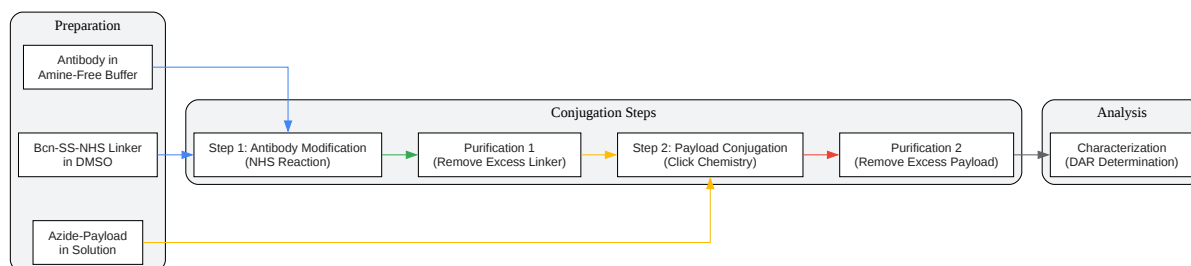 Preparation
Antibody in
Amine-Free Buffer
Bcn-SS-NHS Linker
in DMSO
Azide-Payload
in Solution
Conjugation Steps
Step 1: Antibody Modification
(NHS Reaction)
Purification 1
(Remove Excess Linker)
Step 2: Payload Conjugation
(Click Chemistry)
Purification 2
(Remove Excess Payload)
Analysis
Characterization
(DAR Determination)